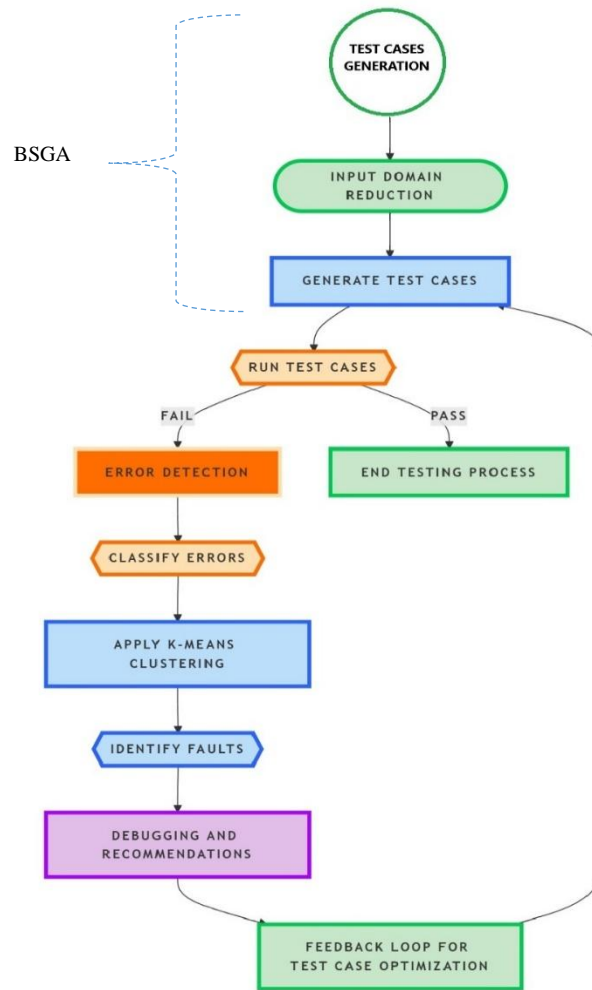 TEST CASES
GENERATION
BSGA
INPUT DOMAIN
REDUCTION
GENERATE TEST CASES
RUN TEST CASES
FAIL
PASS
ERROR DETECTION
END TESTING PROCESS
CLASSIFY ERRORS
APPLY K-MEANS
CLUSTERING
IDENTIFY FAULTS
DEBUGGING AND
RECOMMENDATIONS
FEEDBACK LOOP FOR
TEST CASE OPTIMIZATION